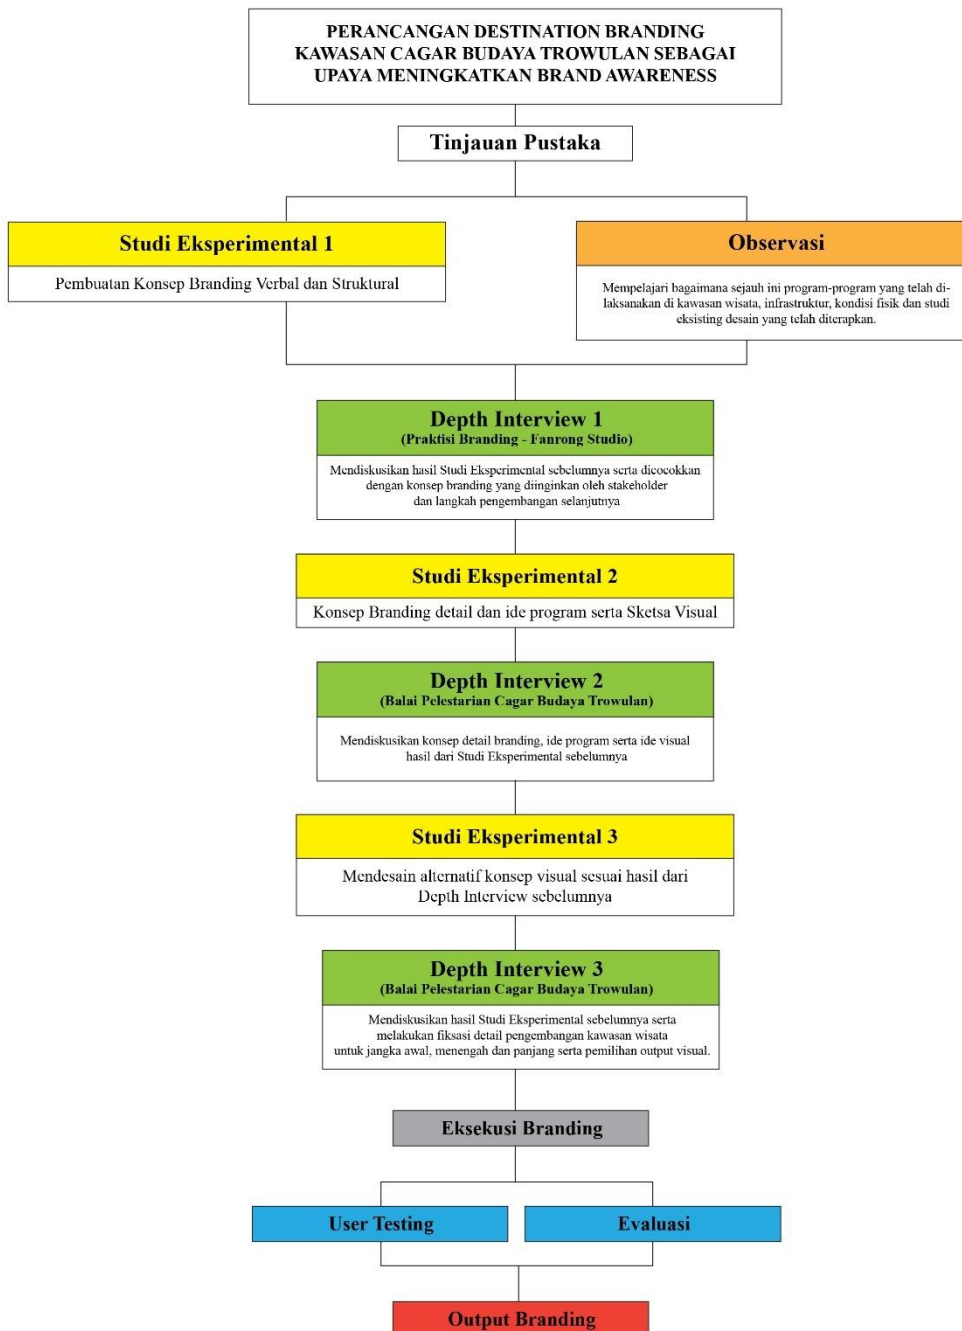 PERANCANGAN DESTINATION BRANDING
KAWASAN CAGAR BUDAYA TROWULAN SEBAGAI
UPAYA MENINGKATKAN BRAND AWARENESS
Tinjauan Pustaka
Studi Eksperimental 1
Pembuatan Konsep Branding Verbal dan Struktural
Observasi
Mempelajari bagaimana sejauh ini program-program yang telah di-
laksanakan di kawasan wisata, infrastruktur, kondisi fisik dan studi
eksisting desain yang telah diterapkan.
Depth Interview 1
(Praktisi Branding - Fanrong Studio)
Mendiskusikan hasil Studi Eksperimental sebelumnya serta dicocokkan
dengan konsep branding yang diinginkan oleh stakeholder
dan langkah pengembangan selanjutnya
Studi Eksperimental 2
Konsep Branding detail dan ide program serta Sketsa Visual
Depth Interview 2
(Balai Pelestarian Cagar Budaya Trowulan)
Mendiskusikan konsep detail branding, ide program serta ide visual
hasil dari Studi Eksperimental sebelumnya
Studi Eksperimental 3
Mendesain alternatif konsep visual sesuai hasil dari
Depth Interview sebelumnya
Depth Interview 3
(Balai Pelestarian Cagar Budaya Trowulan)
Mendiskusikan hasil Studi Eksperimental sebelumnya serta
melakukan fiksasi detail pengembangan kawasan wisata
untuk jangka awal, menengah dan panjang serta pemilihan output visual.
Eksekusi Branding
User Testing
Evaluasi
Output Branding